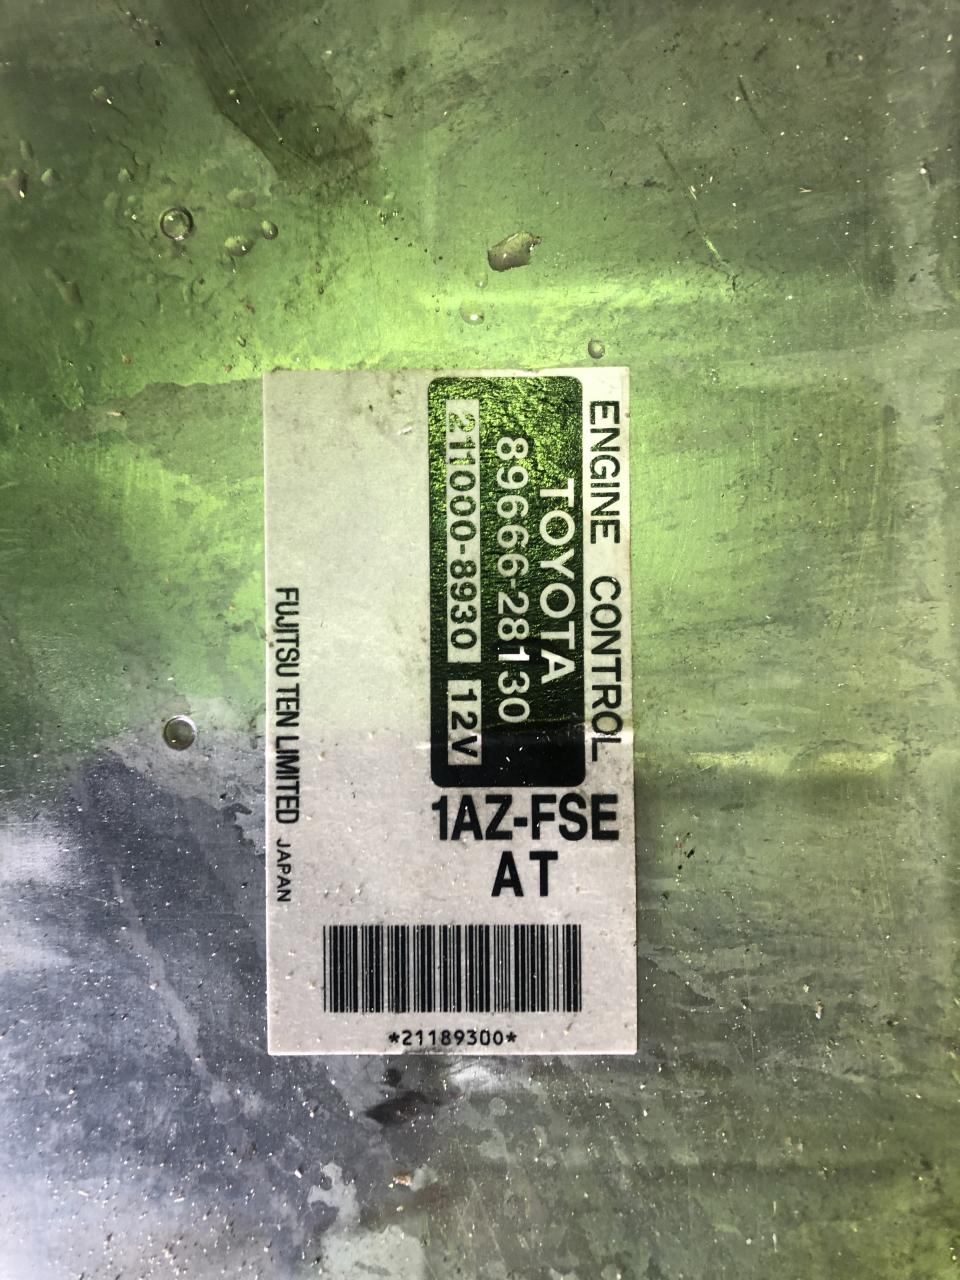 ENGINE CONTROL
TOYOTA
89666-28130
211000-8930 12V
1AZ-FSE
AT
FUJITSU TEN LIMITED JAPAN
*21189300*